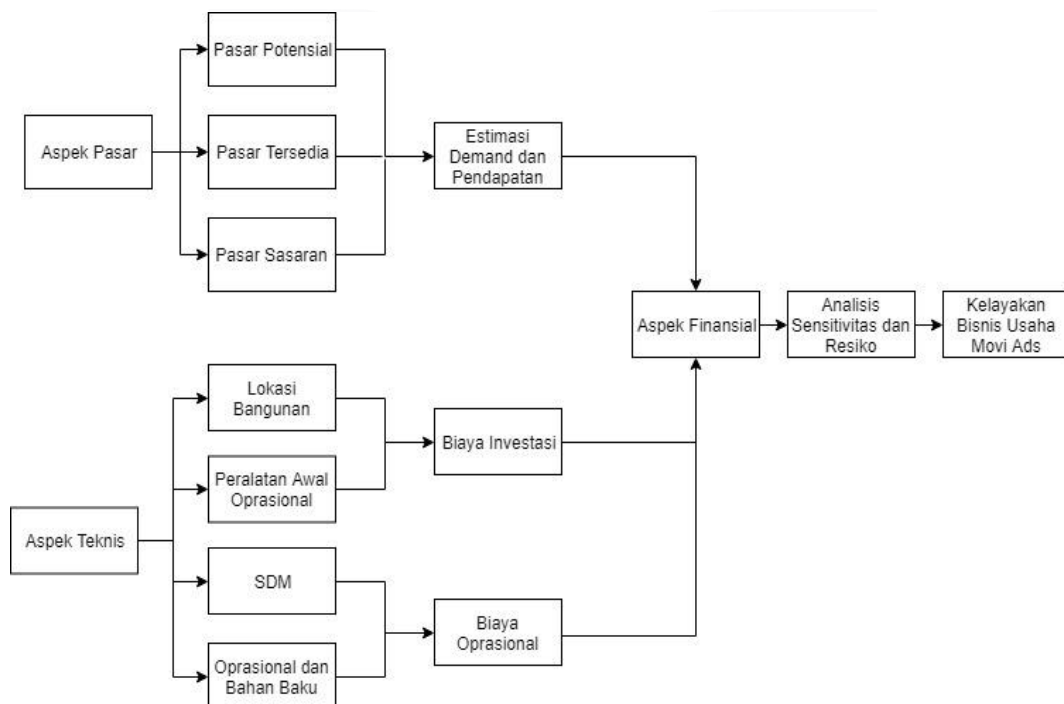 Pasar Potensial
Aspek Pasar
Pasar Tersedia
Pasar Sasaran
Estimasi
Demand dan
Pendapatan
Aspek Finansial
Analisis
Sensitivitas dan
Resiko
Kelayakan
Bisnis Usaha
Movi Ads
Lokasi
Bangunan
Peralatan Awal
Oprasional
Biaya Investasi
Aspek Teknis
SDM
Oprasional dan
Bahan Baku
Biaya
Oprasional